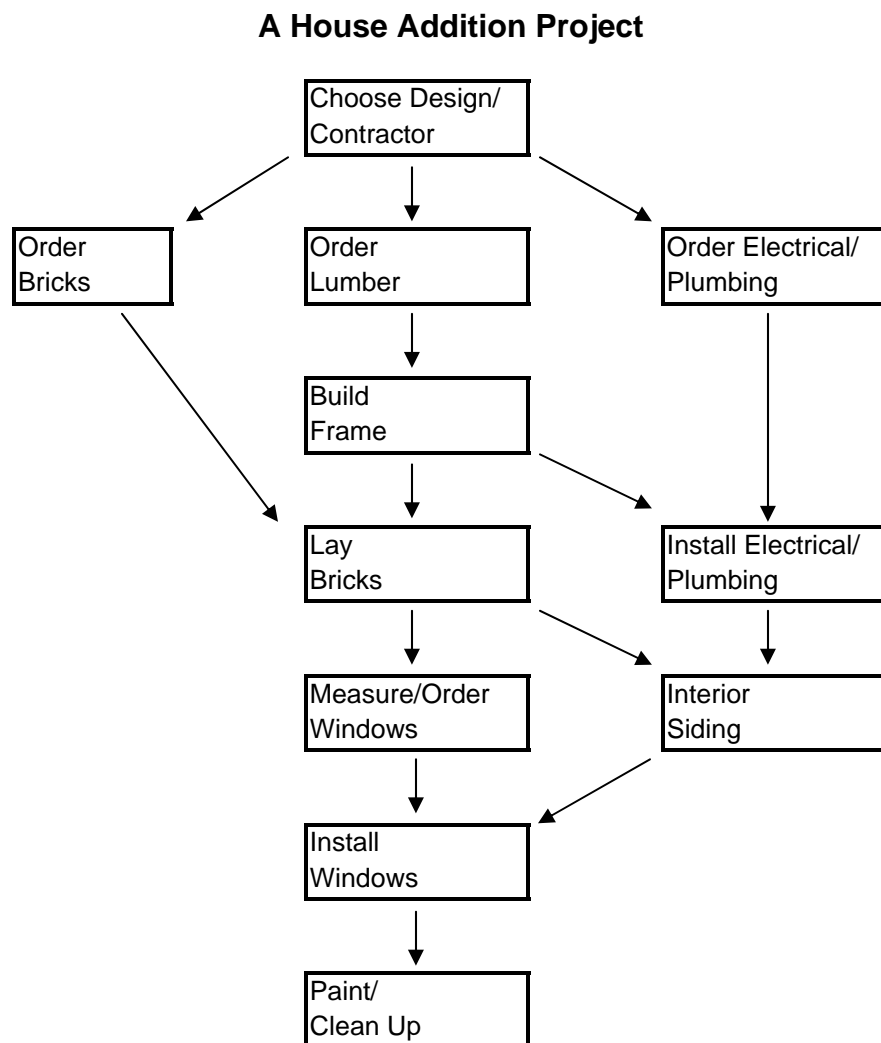 A House Addition Project
Choose Design/
Contractor
Order
Bricks
Order
Lumber
Order Electrical/
Plumbing
Build
Frame
Lay
Bricks
Install Electrical/
Plumbing
Measure/Order
Windows
Interior
Siding
Install
Windows
Paint/
Clean Up